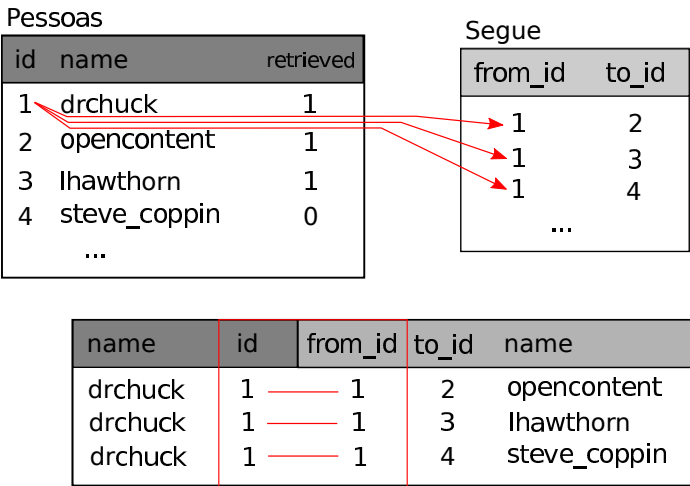 Pessoas
id name retrieved
1 drchuck 1
2 opencontent 1
3 lhawthorn 1
4 steve_coppin 0
...
Segue
from_id to_id
1 2
1 3
1 4
...
name id from_id to_id name
drchuck 1 1 2 opencontent
drchuck 1 1 3 lhawthorn
drchuck 1 1 4 steve_coppin